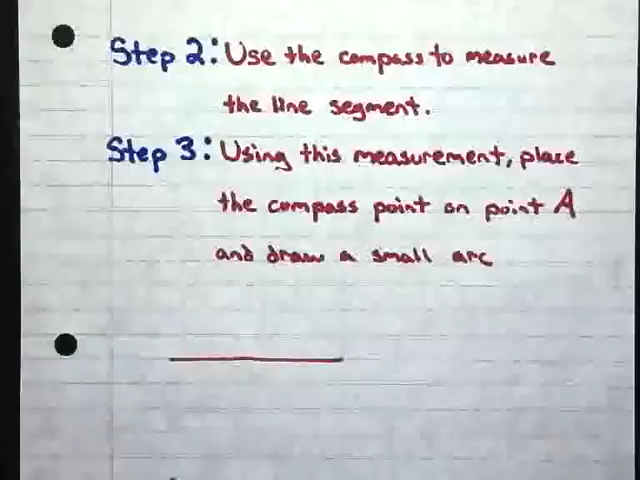 Step 2: Use the compass to measure
the line segment.
Step 3: Using this measurement, place
the compass point on point A
and draw a small arc